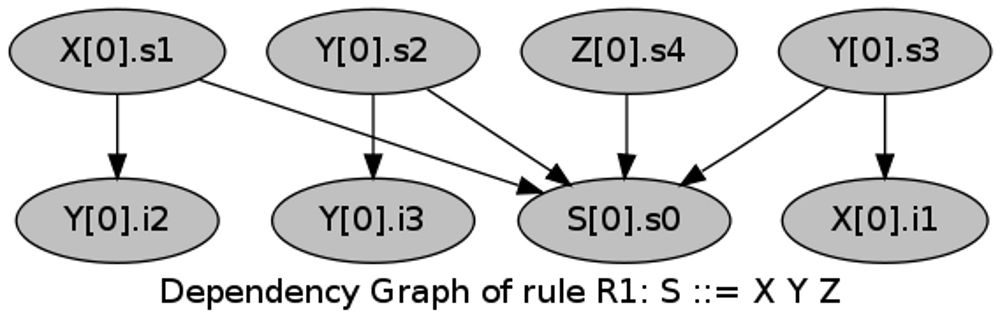 X[0].s1 Y[0].s2 Z[0].s4 Y[0].s3
Y[0].i2 Y[0].i3 S[0].s0 X[0].i1
Dependency Graph of rule R1: S ::= X Y Z